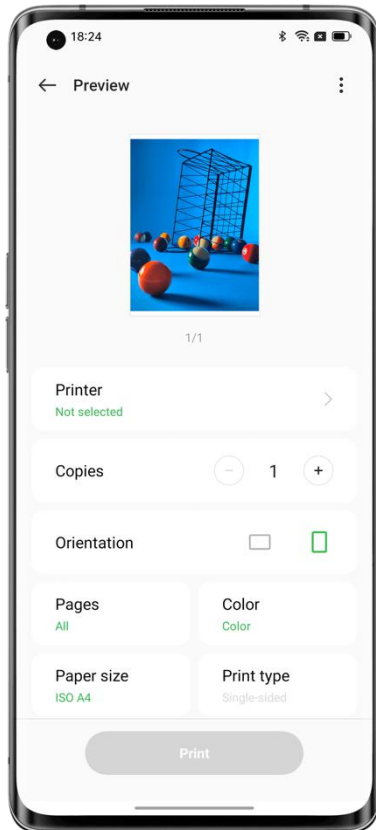 18:24
Preview
1/1
Printer
Not selected
Copies
1
Orientation
Pages
All
Color
Color
Paper size
ISO A4
Print type
Single-sided
Print